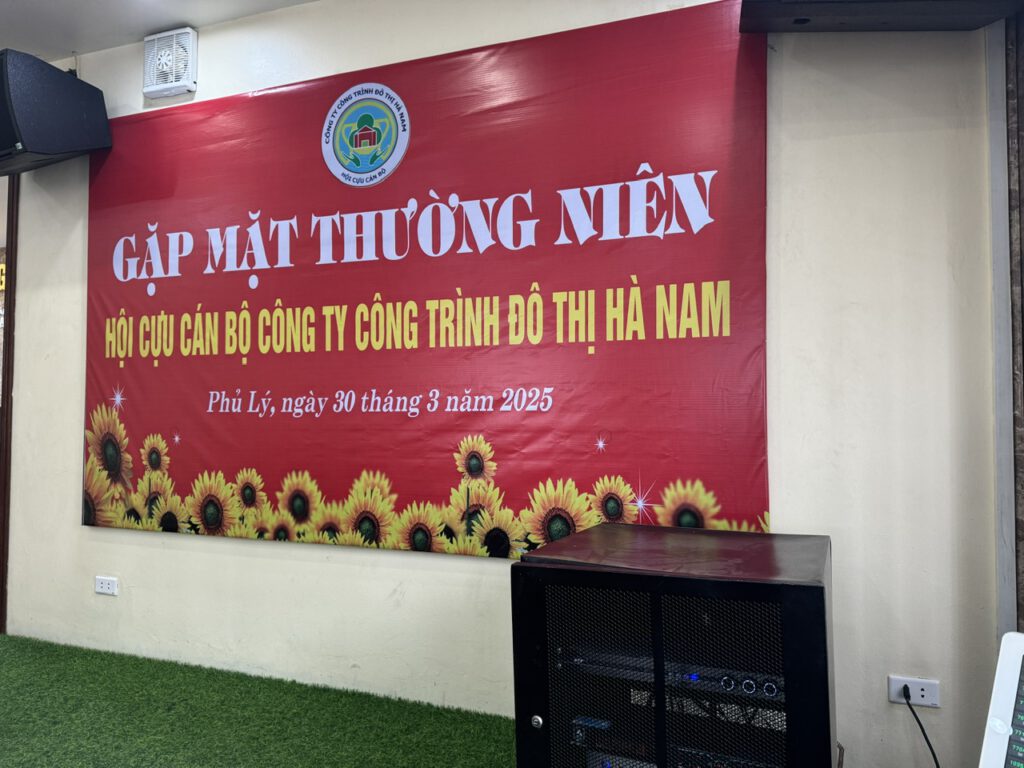 CÔNG TY CÔNG TRÌNH ĐÔ THỊ HÀ NAM
HỘI CỰU CÁN BỘ
GẶP MẶT THƯỜNG NIÊN
HỘI CỰU CÁN BỘ CÔNG TY CÔNG TRÌNH ĐÔ THỊ HÀ NAM
Phủ Lý, ngày 30 tháng 3 năm 2025